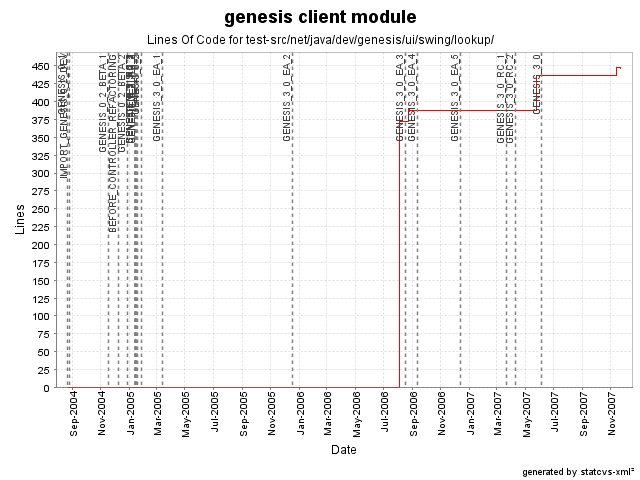 genesis client module
Lines Of Code for test-src/net/java/dev/genesis/ui/swing/lookup/
Lines
450
425
400
375
350
325
300
275
250
225
200
175
150
125
100
75
50
25
0
GENESIS_0_2_BETA_1
BEFORE_CONTROLLER_REFACTORING
GENESIS_0_2_BETA_2
GENESIS_3_0_EA_1
GENESIS_3_0_EA_2
GENESIS_3_0_EA_3
GENESIS_3_0_EA_4
GENESIS_3_0_EA_5
GENESIS_3_0_RC_1
GENESIS_3_0_RC_2
GENESIS_3_0
Sep-2004
Nov-2004
Jan-2005
Mar-2005
May-2005
Jul-2005
Sep-2005
Nov-2005
Jan-2006
Mar-2006
May-2006
Jul-2006
Sep-2006
Nov-2006
Jan-2007
Mar-2007
May-2007
Jul-2007
Sep-2007
Nov-2007
Date
generated by statcvs-xml²